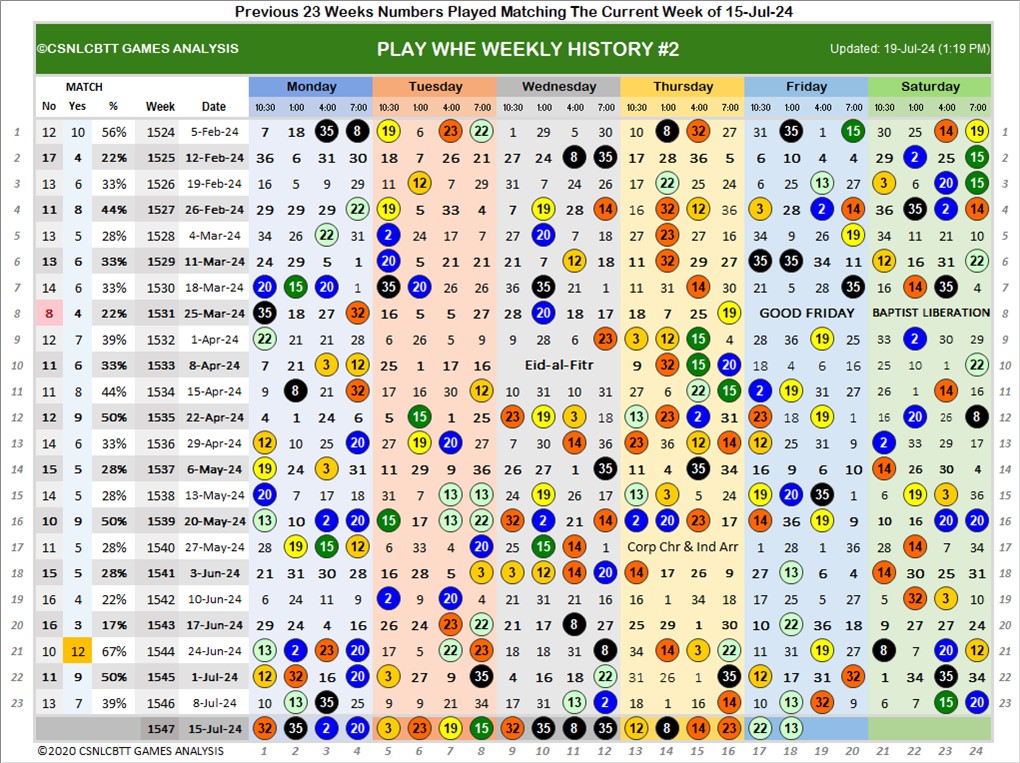 Previous 23 Weeks Numbers Played Matching The Current Week of 15-Jul-24
©CSNLCBTT GAMES ANALYSIS PLAY WHE WEEKLY HISTORY #2 Updated: 19-Jul-24 (1:19 PM)
MATCH Monday Tuesday Wednesday Thursday Friday Saturday
No Yes % Week Date 10:30 1:00 4:00 7:00 10:30 1:00 4:00 7:00 10:30 1:00 4:00 7:00 10:30 1:00 4:00 7:00 10:30 1:00 4:00 7:00 10:30 1:00 4:00 7:00
1 12 10 56% 1524 5-Feb-24 7 18 35 8 19 6 23 22 1 29 5 30 10 8 32 27 31 35 1 15 30 25 14 19 1
2 17 4 22% 1525 12-Feb-24 36 6 31 30 18 7 26 21 27 24 8 35 17 28 36 5 6 10 4 4 29 2 25 15 2
3 13 6 33% 1526 19-Feb-24 16 5 9 29 11 12 7 29 31 7 24 26 17 22 25 24 6 25 13 27 3 6 20 15 3
4 11 8 44% 1527 26-Feb-24 29 29 29 22 19 5 33 4 7 19 28 14 16 32 12 36 3 28 2 14 36 35 2 14 4
5 13 5 28% 1528 4-Mar-24 34 26 22 31 2 24 17 7 27 20 7 18 27 23 27 16 34 9 26 19 34 11 21 10 5
6 13 6 33% 1529 11-Mar-24 24 29 5 1 20 5 21 21 21 7 12 18 11 32 29 27 35 35 34 11 12 16 31 22 6
7 14 6 33% 1530 18-Mar-24 20 15 20 1 35 20 26 26 36 35 21 1 11 31 14 30 21 5 28 35 16 14 35 4 7
8 8 4 22% 1531 25-Mar-24 35 18 27 32 16 5 5 27 28 20 18 17 18 7 25 19 GOOD FRIDAY BAPTIST LIBERATION 8
9 12 7 39% 1532 1-Apr-24 22 21 21 28 6 26 5 9 9 28 6 23 3 12 15 4 28 36 19 25 33 2 30 29 9
10 11 6 33% 1533 8-Apr-24 7 21 3 12 25 1 17 16 Eid-al-Fitr 9 32 15 20 18 4 6 16 25 10 1 22 10
11 11 8 44% 1534 15-Apr-24 9 8 21 32 17 16 30 12 10 31 10 31 27 6 22 15 2 19 31 27 26 1 14 16 11
12 12 9 50% 1535 22-Apr-24 4 1 24 6 5 15 1 25 23 19 3 18 13 23 2 31 23 18 19 1 16 20 26 8 12
13 14 6 33% 1536 29-Apr-24 12 10 25 20 27 19 20 27 7 30 14 36 23 36 12 14 12 25 31 9 2 33 29 17 13
14 15 5 28% 1537 6-May-24 19 24 3 31 11 29 9 36 26 27 1 35 11 4 35 34 16 9 6 10 14 26 30 4 14
15 14 5 28% 1538 13-May-24 20 7 17 18 31 7 13 13 24 19 26 17 13 3 5 24 19 20 35 1 22 19 3 36 15
16 10 9 50% 1539 20-May-24 13 10 2 20 15 17 13 22 32 2 21 14 2 20 23 17 14 36 19 9 10 16 20 20 16
17 11 5 28% 1540 27-May-24 28 19 15 12 6 33 4 20 25 15 14 1 Corp Chr & Ind Arr 1 28 1 36 28 14 7 34 17
18 15 5 28% 1541 3-Jun-24 21 31 30 28 16 28 5 3 3 12 14 20 14 17 26 9 27 13 6 4 14 30 25 31 18
19 16 4 22% 1542 10-Jun-24 6 24 11 9 2 9 20 4 21 31 21 16 16 1 34 18 17 25 5 27 5 32 3 10 19
20 16 3 17% 1543 17-Jun-24 29 24 4 16 26 24 23 22 21 11 8 27 25 29 1 30 10 22 36 18 9 27 27 24 20
21 10 12 67% 1544 24-Jun-24 13 2 23 20 17 5 22 23 18 18 31 8 34 14 3 22 11 31 19 27 8 7 20 12 21
22 11 9 50% 1545 1-Jul-24 12 32 16 20 3 27 9 35 4 16 18 22 31 26 1 35 12 17 31 32 1 34 35 34 22
23 13 7 39% 1546 8-Jul-24 10 13 35 25 9 9 21 34 17 31 13 2 18 1 16 14 18 13 32 9 6 7 15 20 23
1547 15-Jul-24 32 35 2 20 3 23 19 15 32 35 8 35 12 8 14 23 22 13
©2020 CSNLCBTT GAMES ANALYSIS 1 2 3 4 5 6 7 8 9 10 11 12 13 14 15 16 17 18 19 20 21 22 23 24